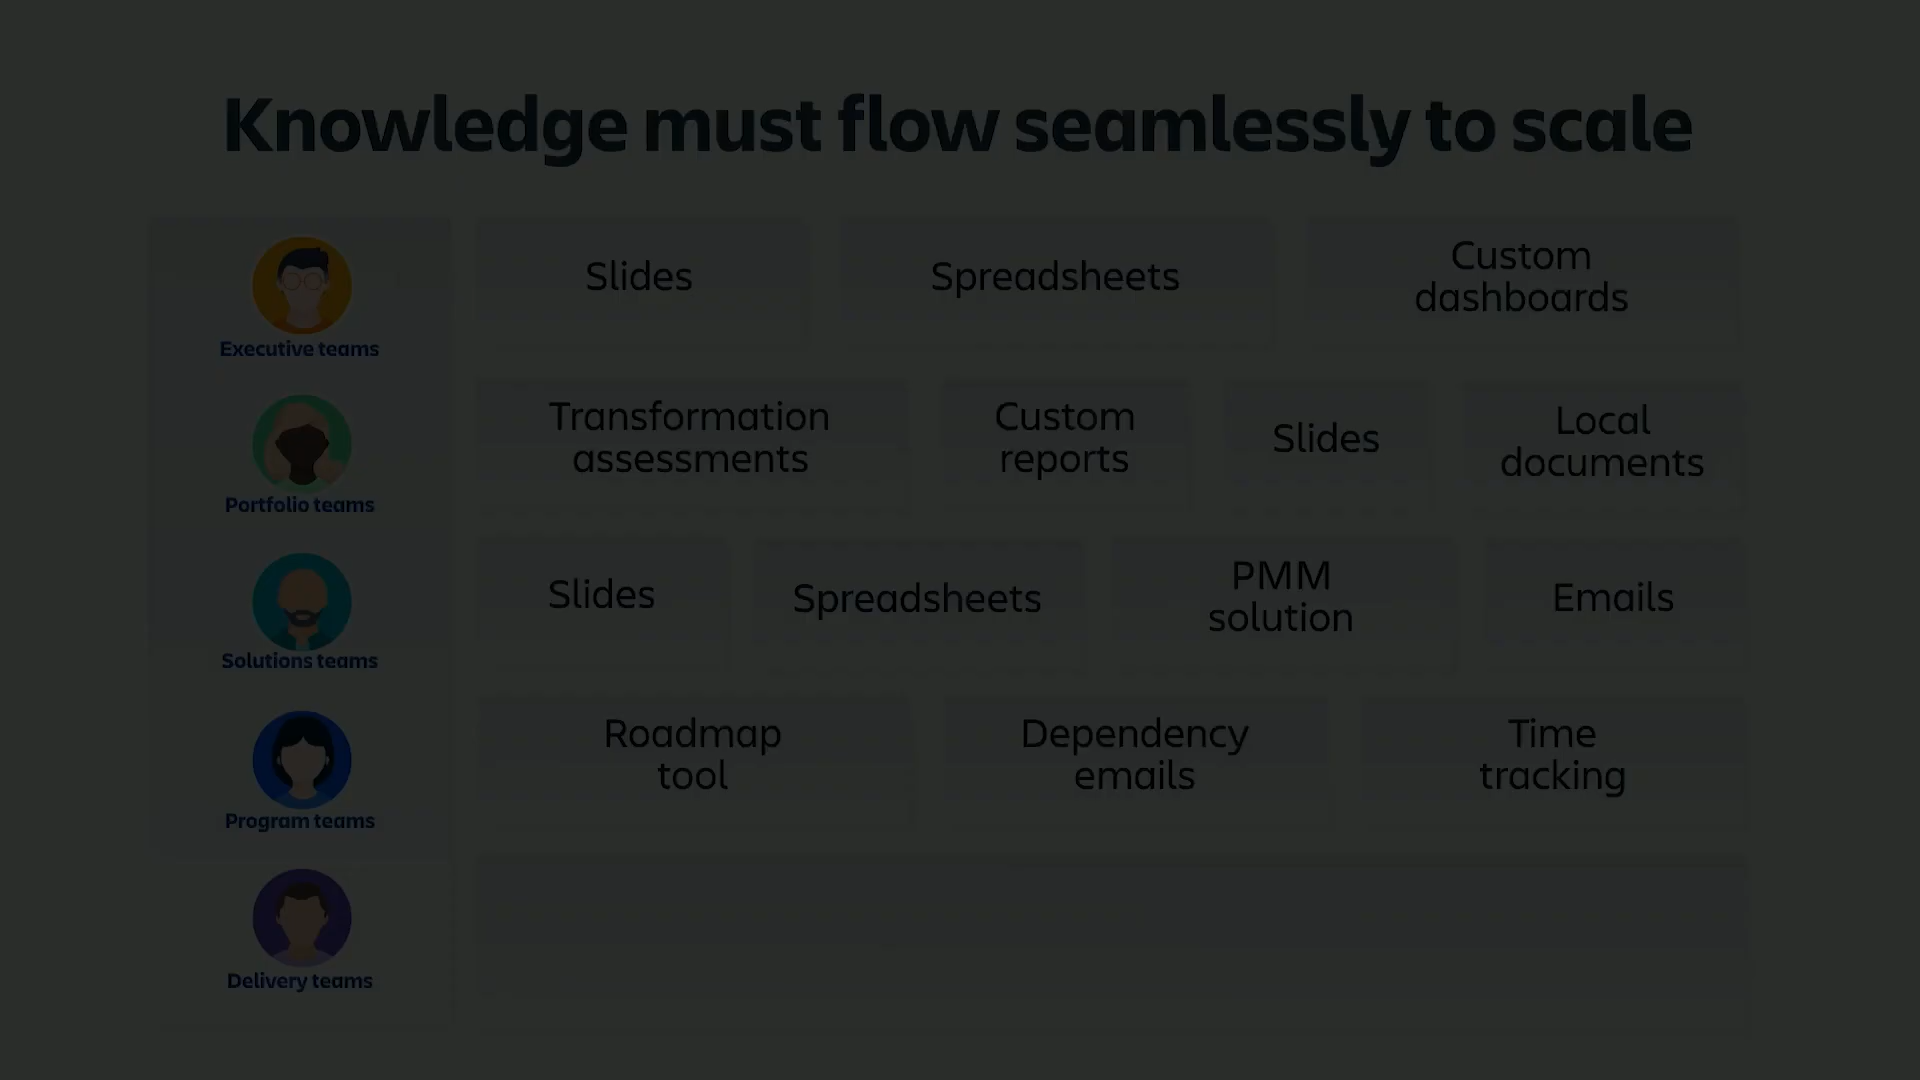 Knowledge must flow seamlessly to scale
Executive teams
Slides
Spreadsheets
Custom
dashboards
Portfolio teams
Transformation
assessments
Custom
reports
Slides
Local
documents
Solutions teams
Slides
Spreadsheets
PMM
solution
Emails
Program teams
Roadmap
tool
Dependency
emails
Time
tracking
Delivery teams